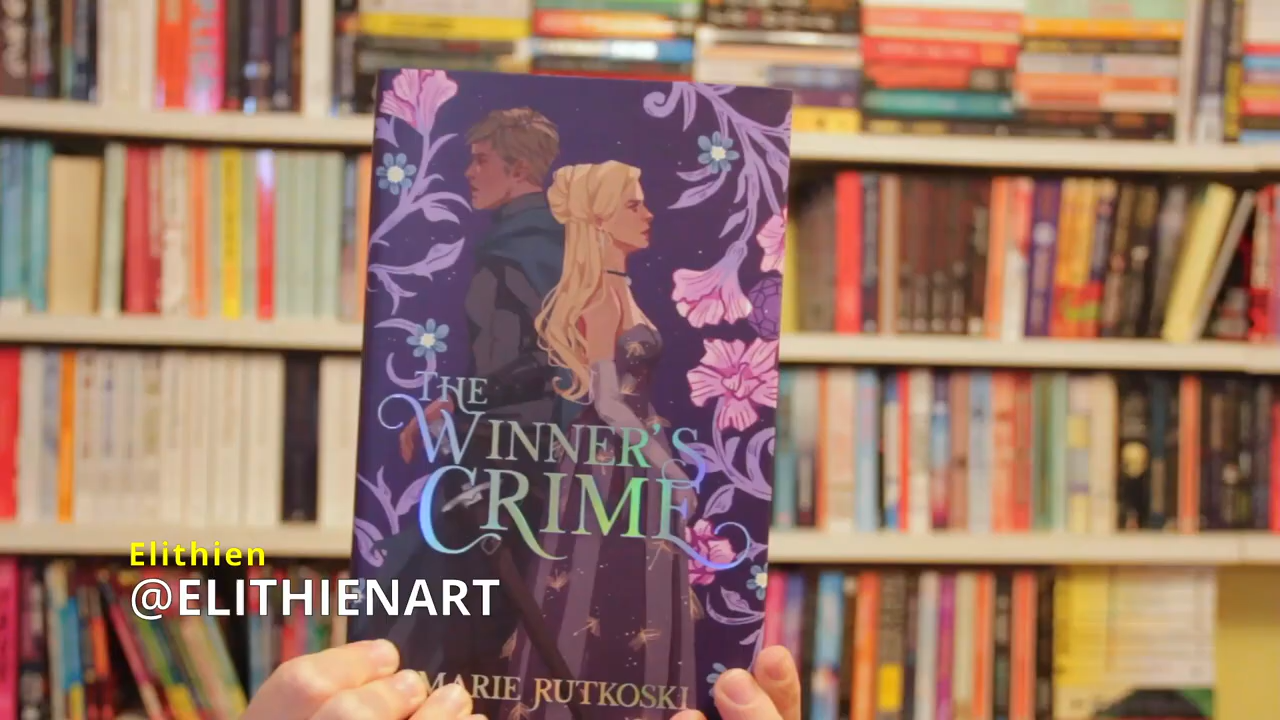 THE
WINNER'S
CRIME
Elithien
@ELITHIENART
MARIE RUTKOSKI